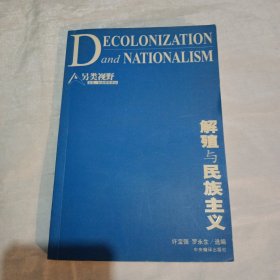 DECOLONIZATION
and NATIONALISM
另类视野
解殖与民族主义
许宝强 罗永生/选编
中央编译出版社